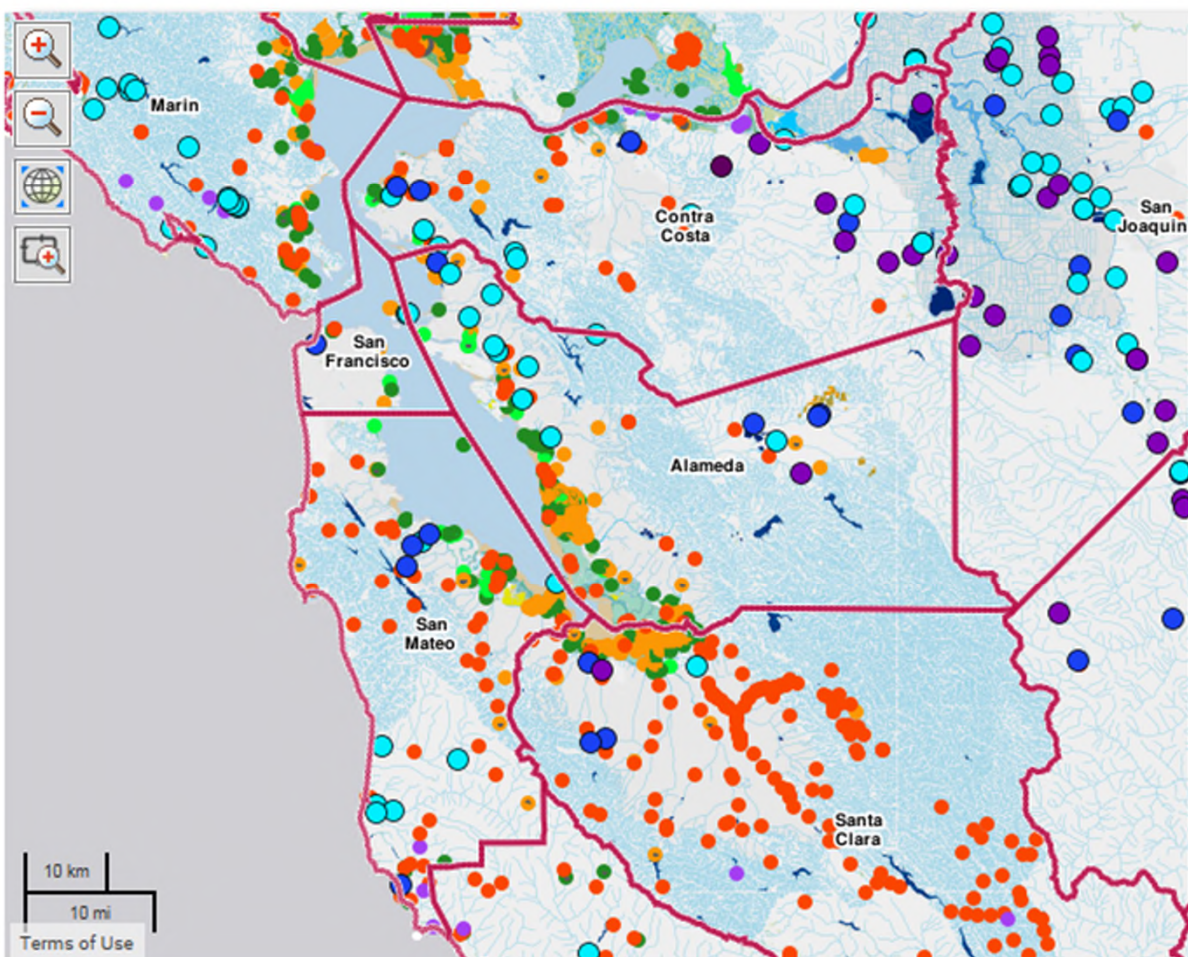 Marin
Contra
Costa
San
Joaquin
San
Francisco
Alameda
San
Mateo
Santa
Clara
10 km
10 mi
Terms of Use